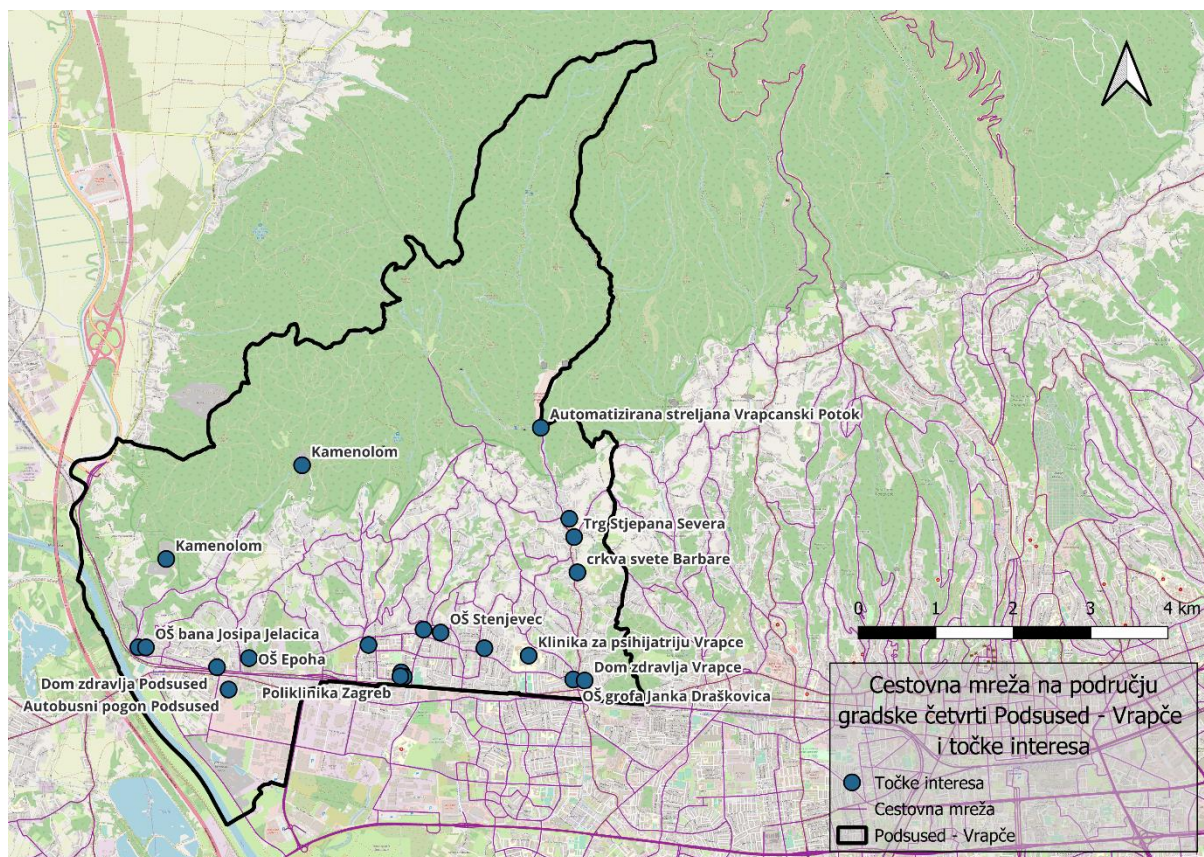 Automatizirana streljana Vrapcanski Potok
Kamenolom
Trg Stjepana Severa
Kamenolom
crkva svete Barbare
0 1 2 3 4 km
OŠ Stenjevec
OŠ bana Josipa Jelacica
Klinika za psihijatriju Vrapce
OŠ Epoha
Dom zdravlja Vrapce
Dom zdravlja Podsused
Poliklinika Zagreb
OŠ grofa Janka Draškovica
Autobusni pogon Podsused
Cestovna mreža na području
gradske četvrti Podsused - Vrapče
i točke interesa
Točke interesa
Cestovna mreža
Podsused - Vrapče